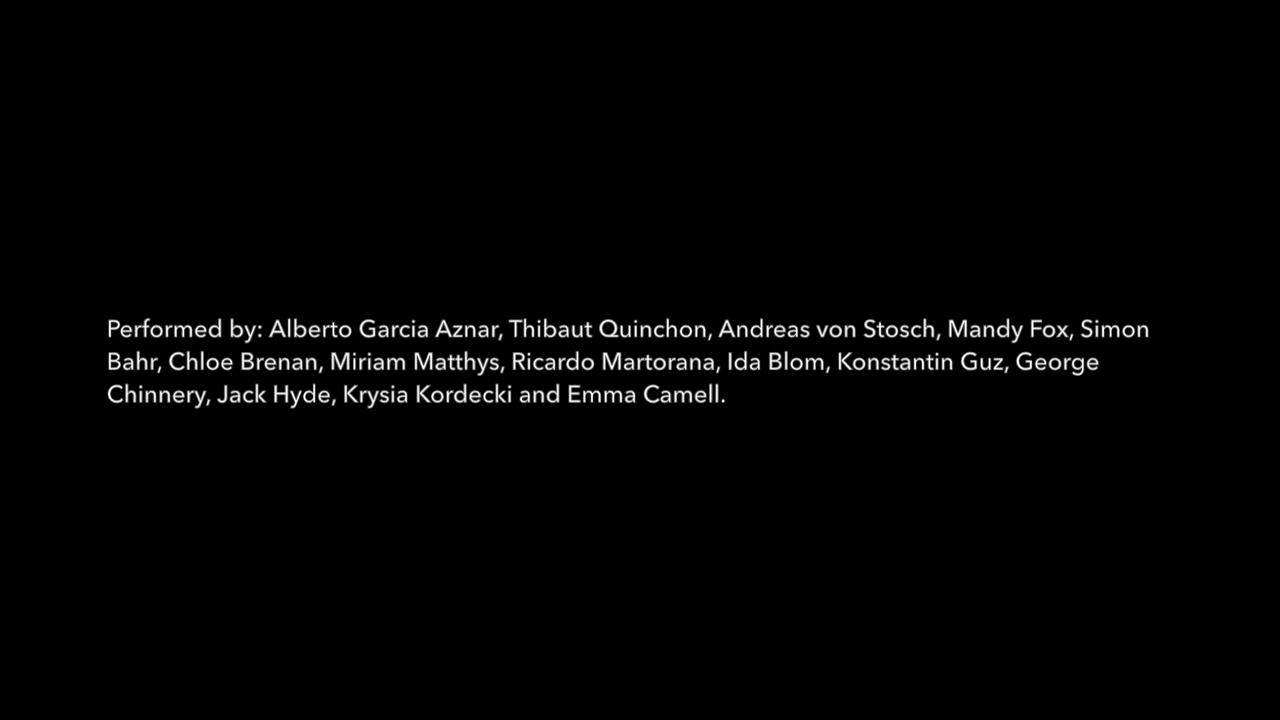 Performed by: Alberto Garcia Aznar, Thibaut Quinchon, Andreas von Stosch, Mandy Fox, Simon
Bahr, Chloe Brenan, Miriam Matthys, Ricardo Martorana, Ida Blom, Konstantin Guz, George
Chinnery, Jack Hyde, Krysia Kordecki and Emma Camell.